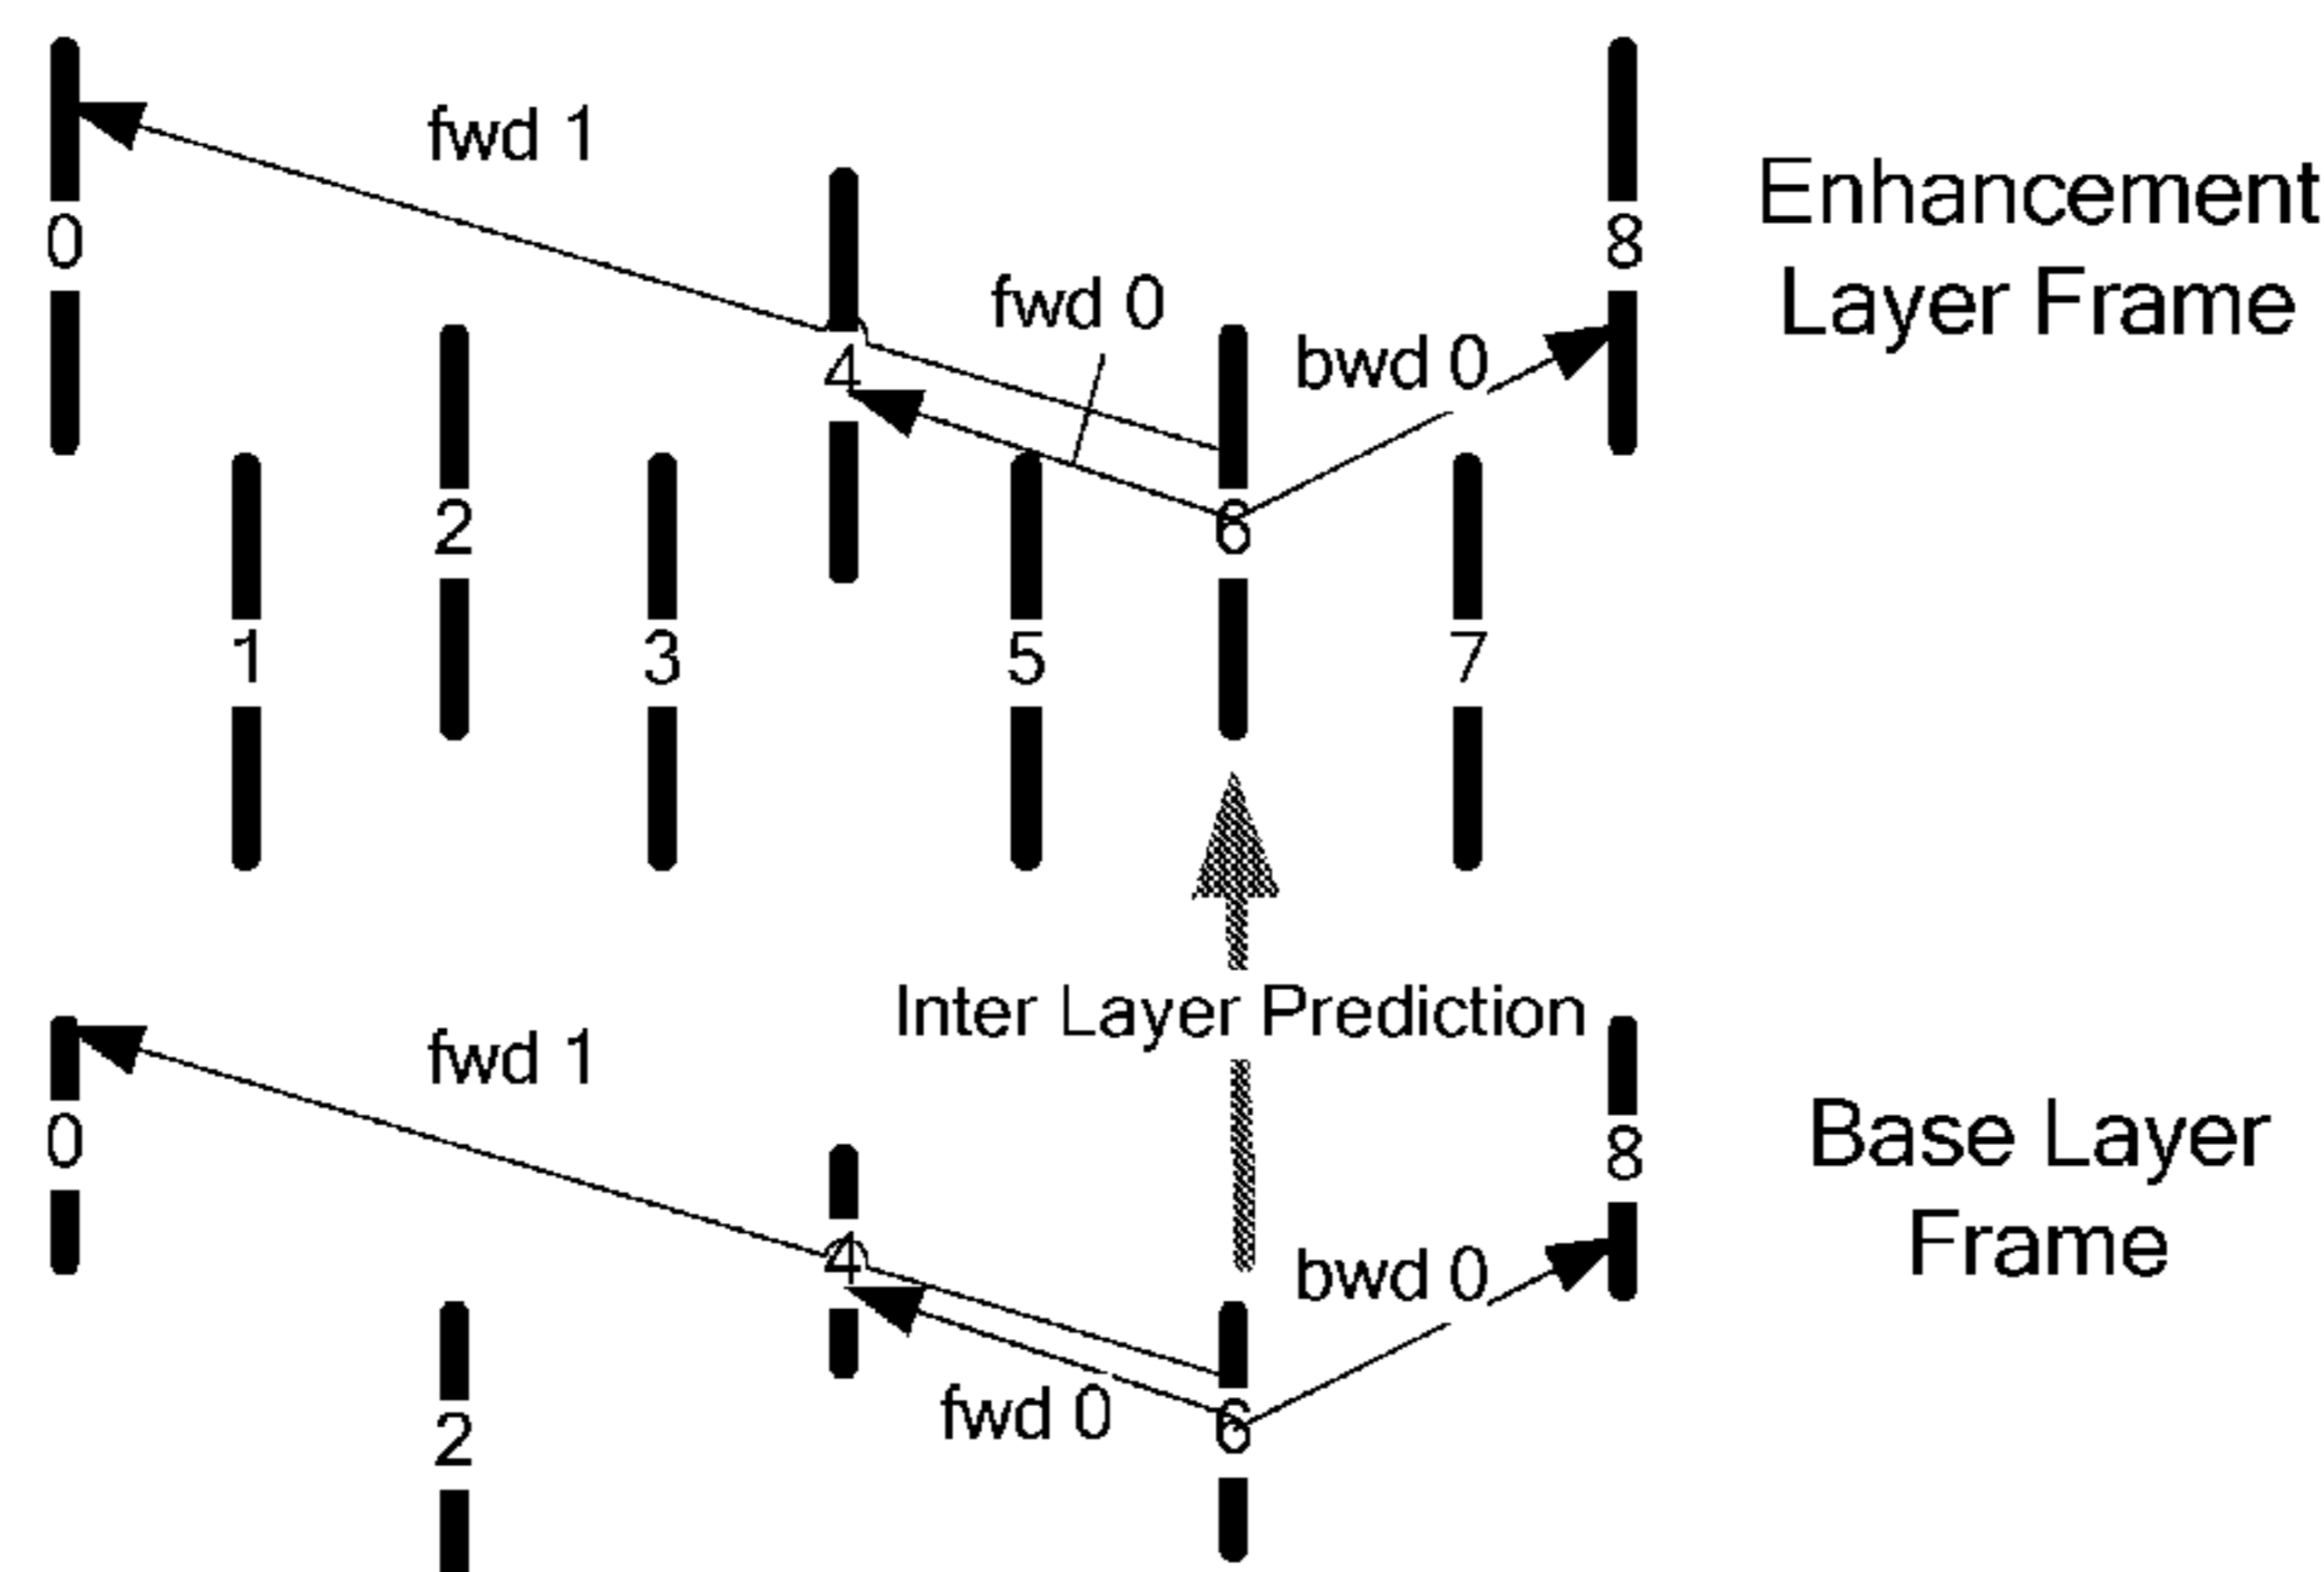 fwd 1
0
8
Enhancement
Layer Frame
fwd 0
4
bwd 0
2
6
1
3
5
7
Inter Layer Prediction
fwd 1
0
8
Base Layer
Frame
4
bwd 0
fwd 0
6
2